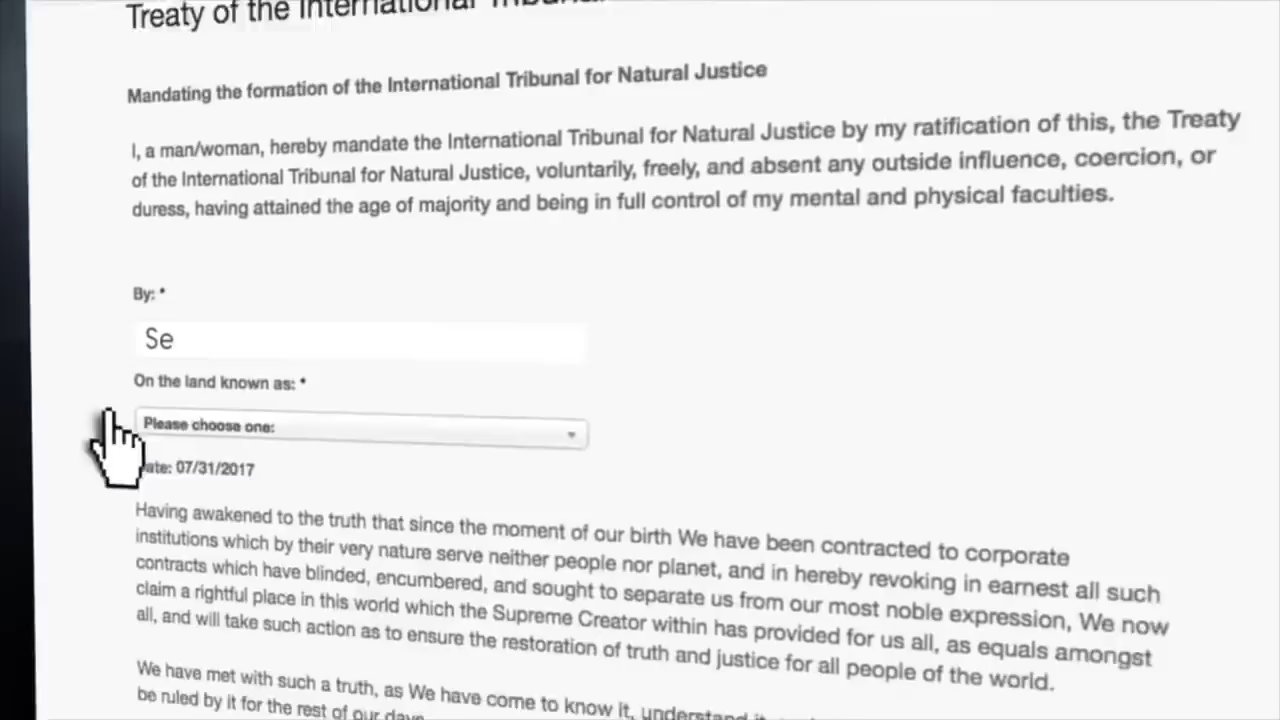 Treaty of the International Tribunal
Mandating the formation of the International Tribunal for Natural Justice
I, a man/woman, hereby mandate the International Tribunal for Natural Justice by my ratification of this, the Treaty
of the International Tribunal for Natural Justice, voluntarily, freely, and absent any outside influence, coercion, or
duress, having attained the age of majority and being in full control of my mental and physical faculties.
By: *
Se
On the land known as: *
Please choose one:
ate: 07/31/2017
Having awakened to the truth that since the moment of our birth We have been contracted to corporate
institutions which by their very nature serve neither people nor planet, and in hereby revoking in earnest all such
contracts which have blinded, encumbered, and sought to separate us from our most noble expression, We now
claim a rightful place in this world which the Supreme Creator within has provided for us all, as equals amongst
all, and will take such action as to ensure the restoration of truth and justice for all people of the world.
We have met with such a truth, as We have come to know it, understand it,
be ruled by it for the rest of our days